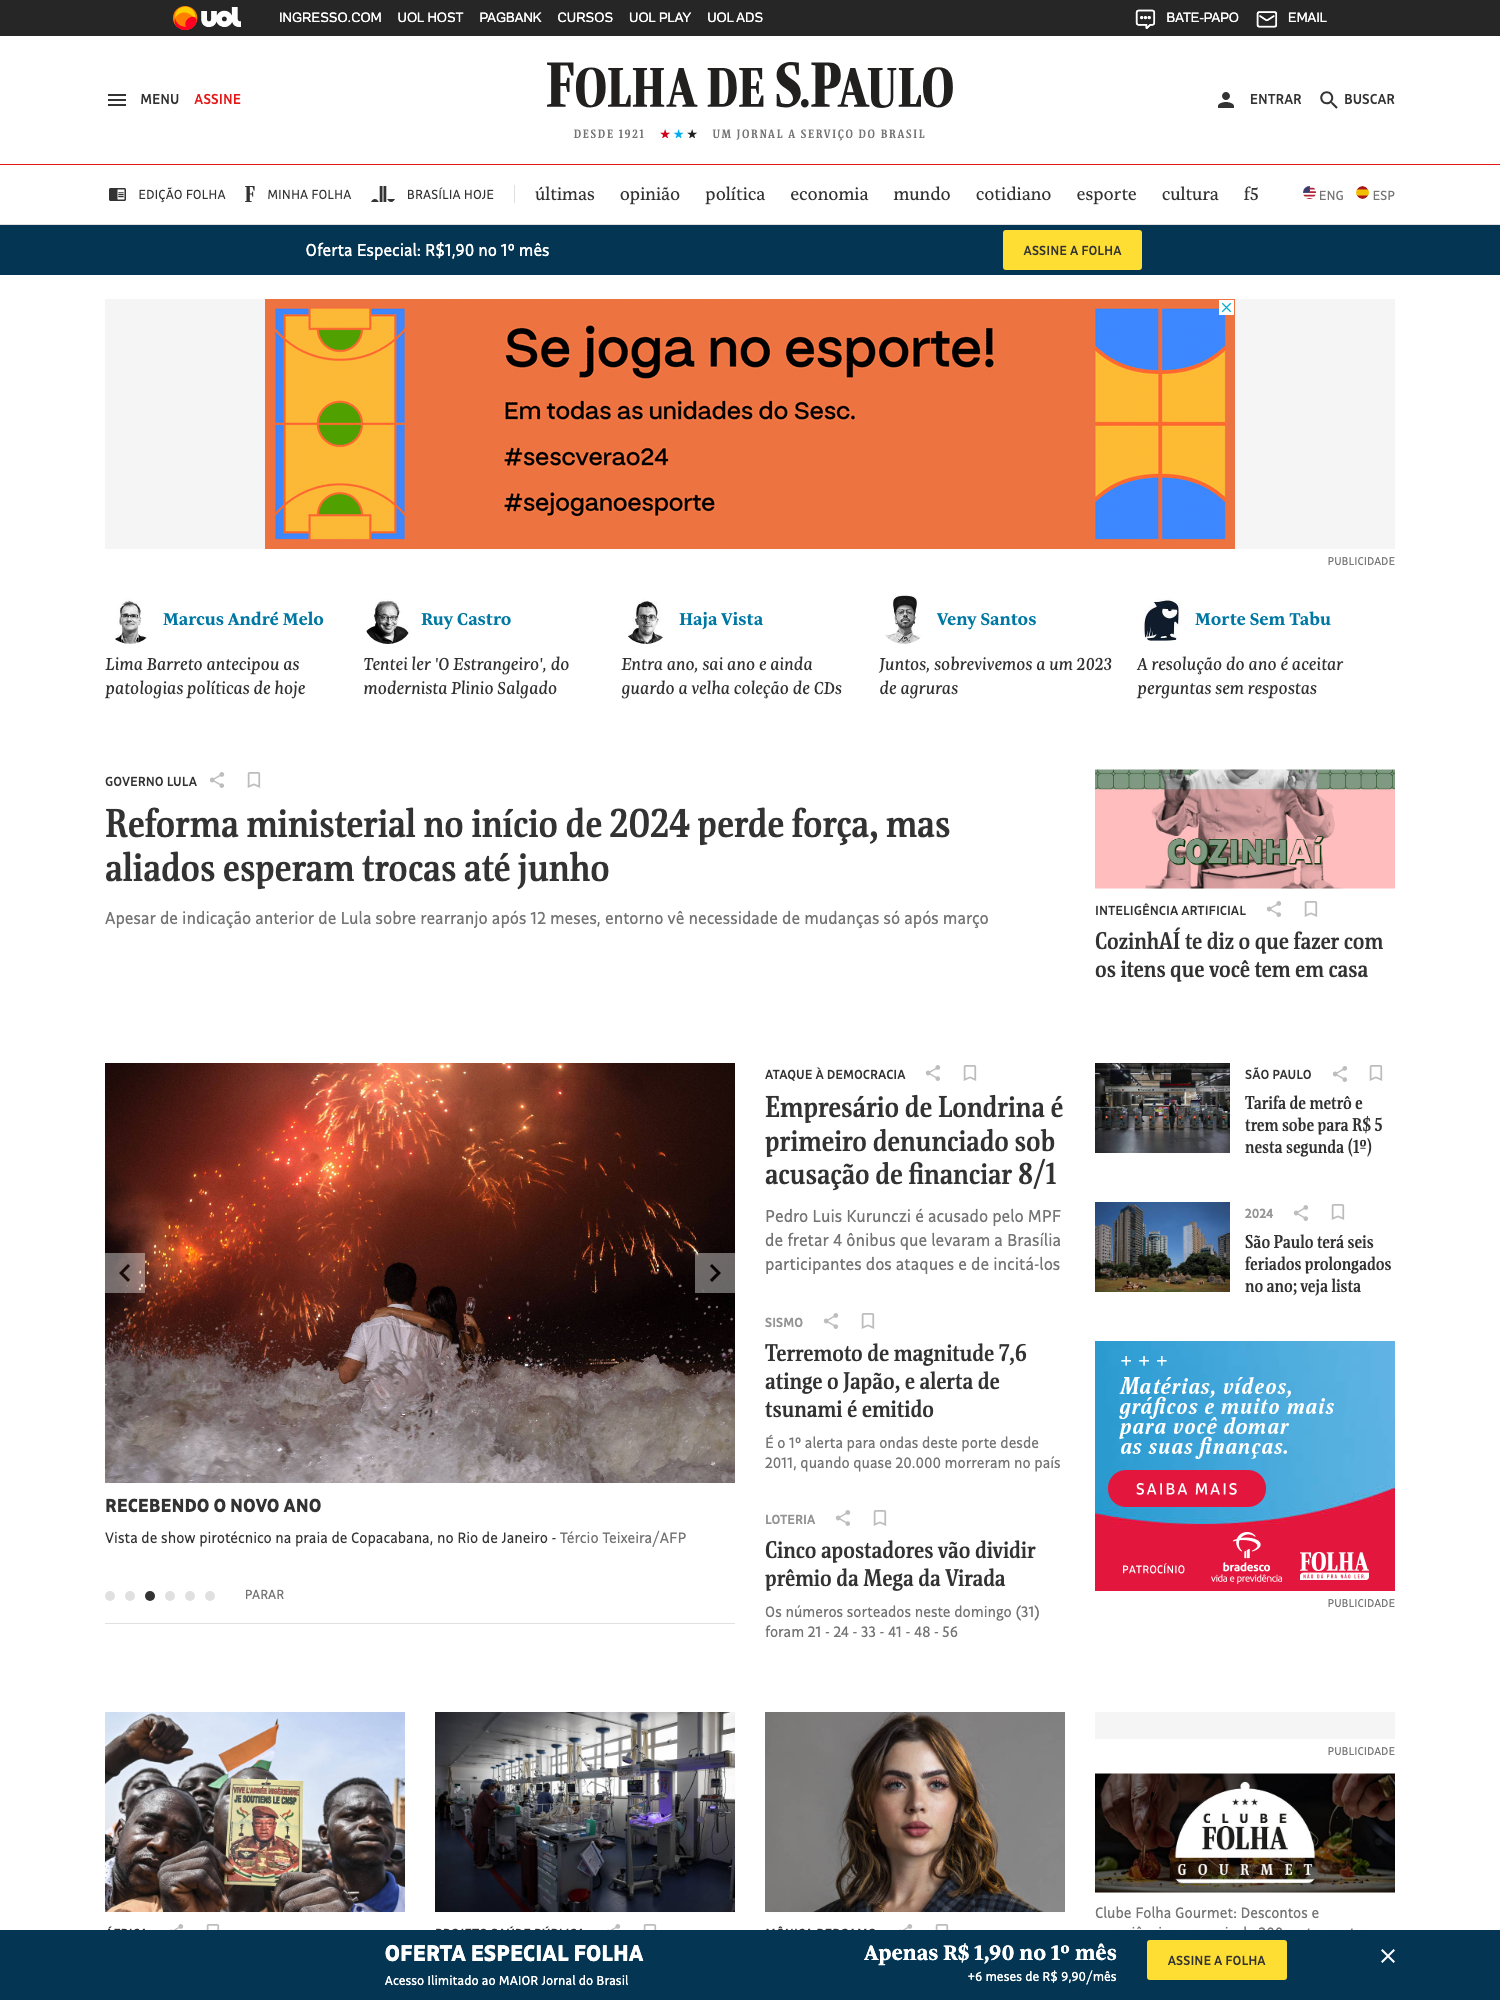 uol INGRESSO.COM UOL HOST PAGBANK CURSOS UOL PLAY UOL ADS BATE-PAPO EMAIL
MENU ASSINE
FOLHA DE S.PAULO
DESDE 1921 ★★★ UM JORNAL A SERVIÇO DO BRASIL
ENTRAR BUSCAR
EDIÇÃO FOLHA F MINHA FOLHA BRASÍLIA HOJE últimas opinião política economia mundo cotidiano esporte cultura f5 ENG ESP
Oferta Especial: R$1,90 no 1º mês ASSINE A FOLHA
Se joga no esporte!
Em todas as unidades do Sesc.
#sescverao24
#sejoganoesporte
PUBLICIDADE
Marcus André Melo
Lima Barreto antecipou as
patologias políticas de hoje
Ruy Castro
Tentei ler 'O Estrangeiro', do
modernista Plinio Salgado
Haja Vista
Entra ano, sai ano e ainda
guardo a velha coleção de CDs
Veny Santos
Juntos, sobrevivemos a um 2023
de agruras
Morte Sem Tabu
A resolução do ano é aceitar
perguntas sem respostas
GOVERNO LULA
Reforma ministerial no início de 2024 perde força, mas
aliados esperam trocas até junho
Apesar de indicação anterior de Lula sobre rearranjo após 12 meses, entorno vê necessidade de mudanças só após março
COZINHAÍ
INTELIGÊNCIA ARTIFICIAL
CozinhAÍ te diz o que fazer com
os itens que você tem em casa
RECEBENDO O NOVO ANO
Vista de show pirotécnico na praia de Copacabana, no Rio de Janeiro - Tércio Teixeira/AFP
PARAR
ATAQUE À DEMOCRACIA
Empresário de Londrina é
primeiro denunciado sob
acusação de financiar 8/1
Pedro Luis Kurunczi é acusado pelo MPF
de fretar 4 ônibus que levaram a Brasília
participantes dos ataques e de incitá-los
SISMO
Terremoto de magnitude 7,6
atinge o Japão, e alerta de
tsunami é emitido
É o 1º alerta para ondas deste porte desde
2011, quando quase 20.000 morreram no país
LOTERIA
Cinco apostadores vão dividir
prêmio da Mega da Virada
Os números sorteados neste domingo (31)
foram 21 - 24 - 33 - 41 - 48 - 56
SÃO PAULO
Tarifa de metrô e
trem sobe para R$ 5
nesta segunda (1º)
2024
São Paulo terá seis
feriados prolongados
no ano; veja lista
+ + +
Matérias, vídeos,
gráficos e muito mais
para você domar
as suas finanças.
SAIBA MAIS
PATROCÍNIO
bradesco
vida e previdência
FOLHA
NÃO DÁ PRA NÃO LER.
PUBLICIDADE
VIVE L'ARMÉE NIGÉRIENNE
JE SOUTIENS LE CNSP
PUBLICIDADE
★★★
CLUBE
FOLHA
GOURMET
Clube Folha Gourmet: Descontos e
OFERTA ESPECIAL FOLHA
Acesso Ilimitado ao MAIOR Jornal do Brasil
Apenas R$ 1,90 no 1º mês
+6 meses de R$ 9,90/mês
ASSINE A FOLHA